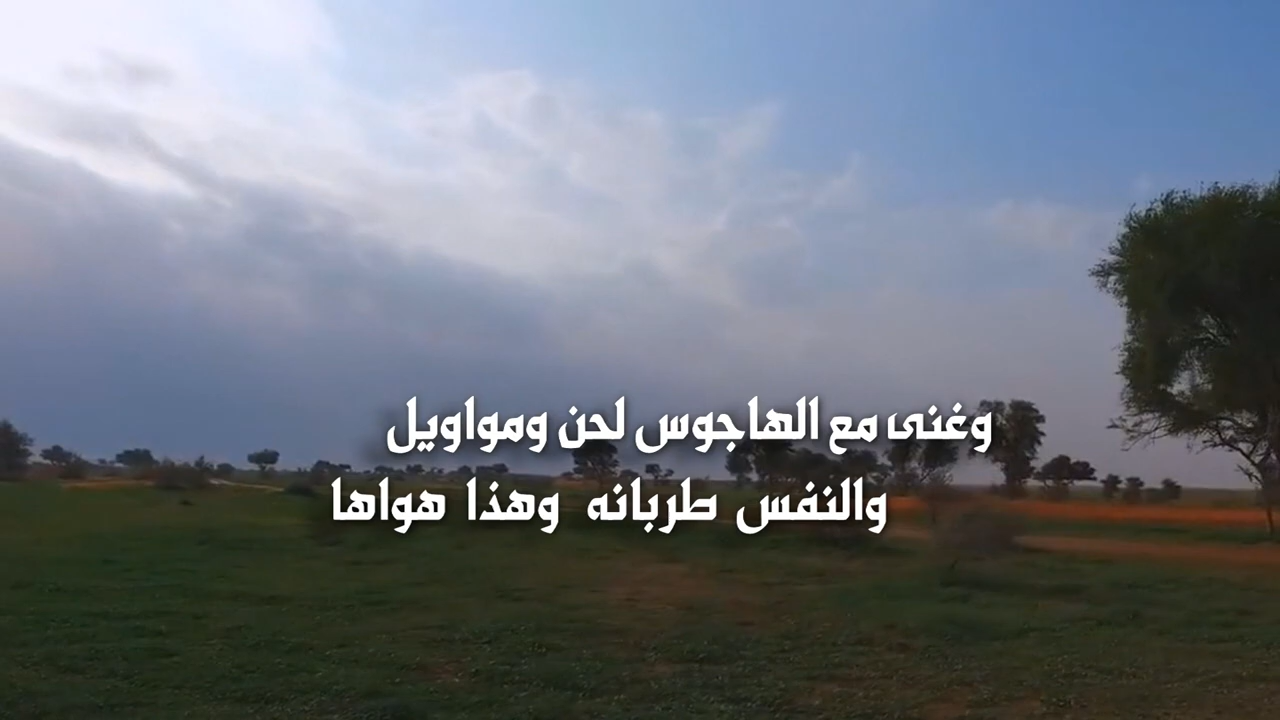 وغنى مع الهاجوس لحن ومواويل
والنفس طربانه وهذا هواها